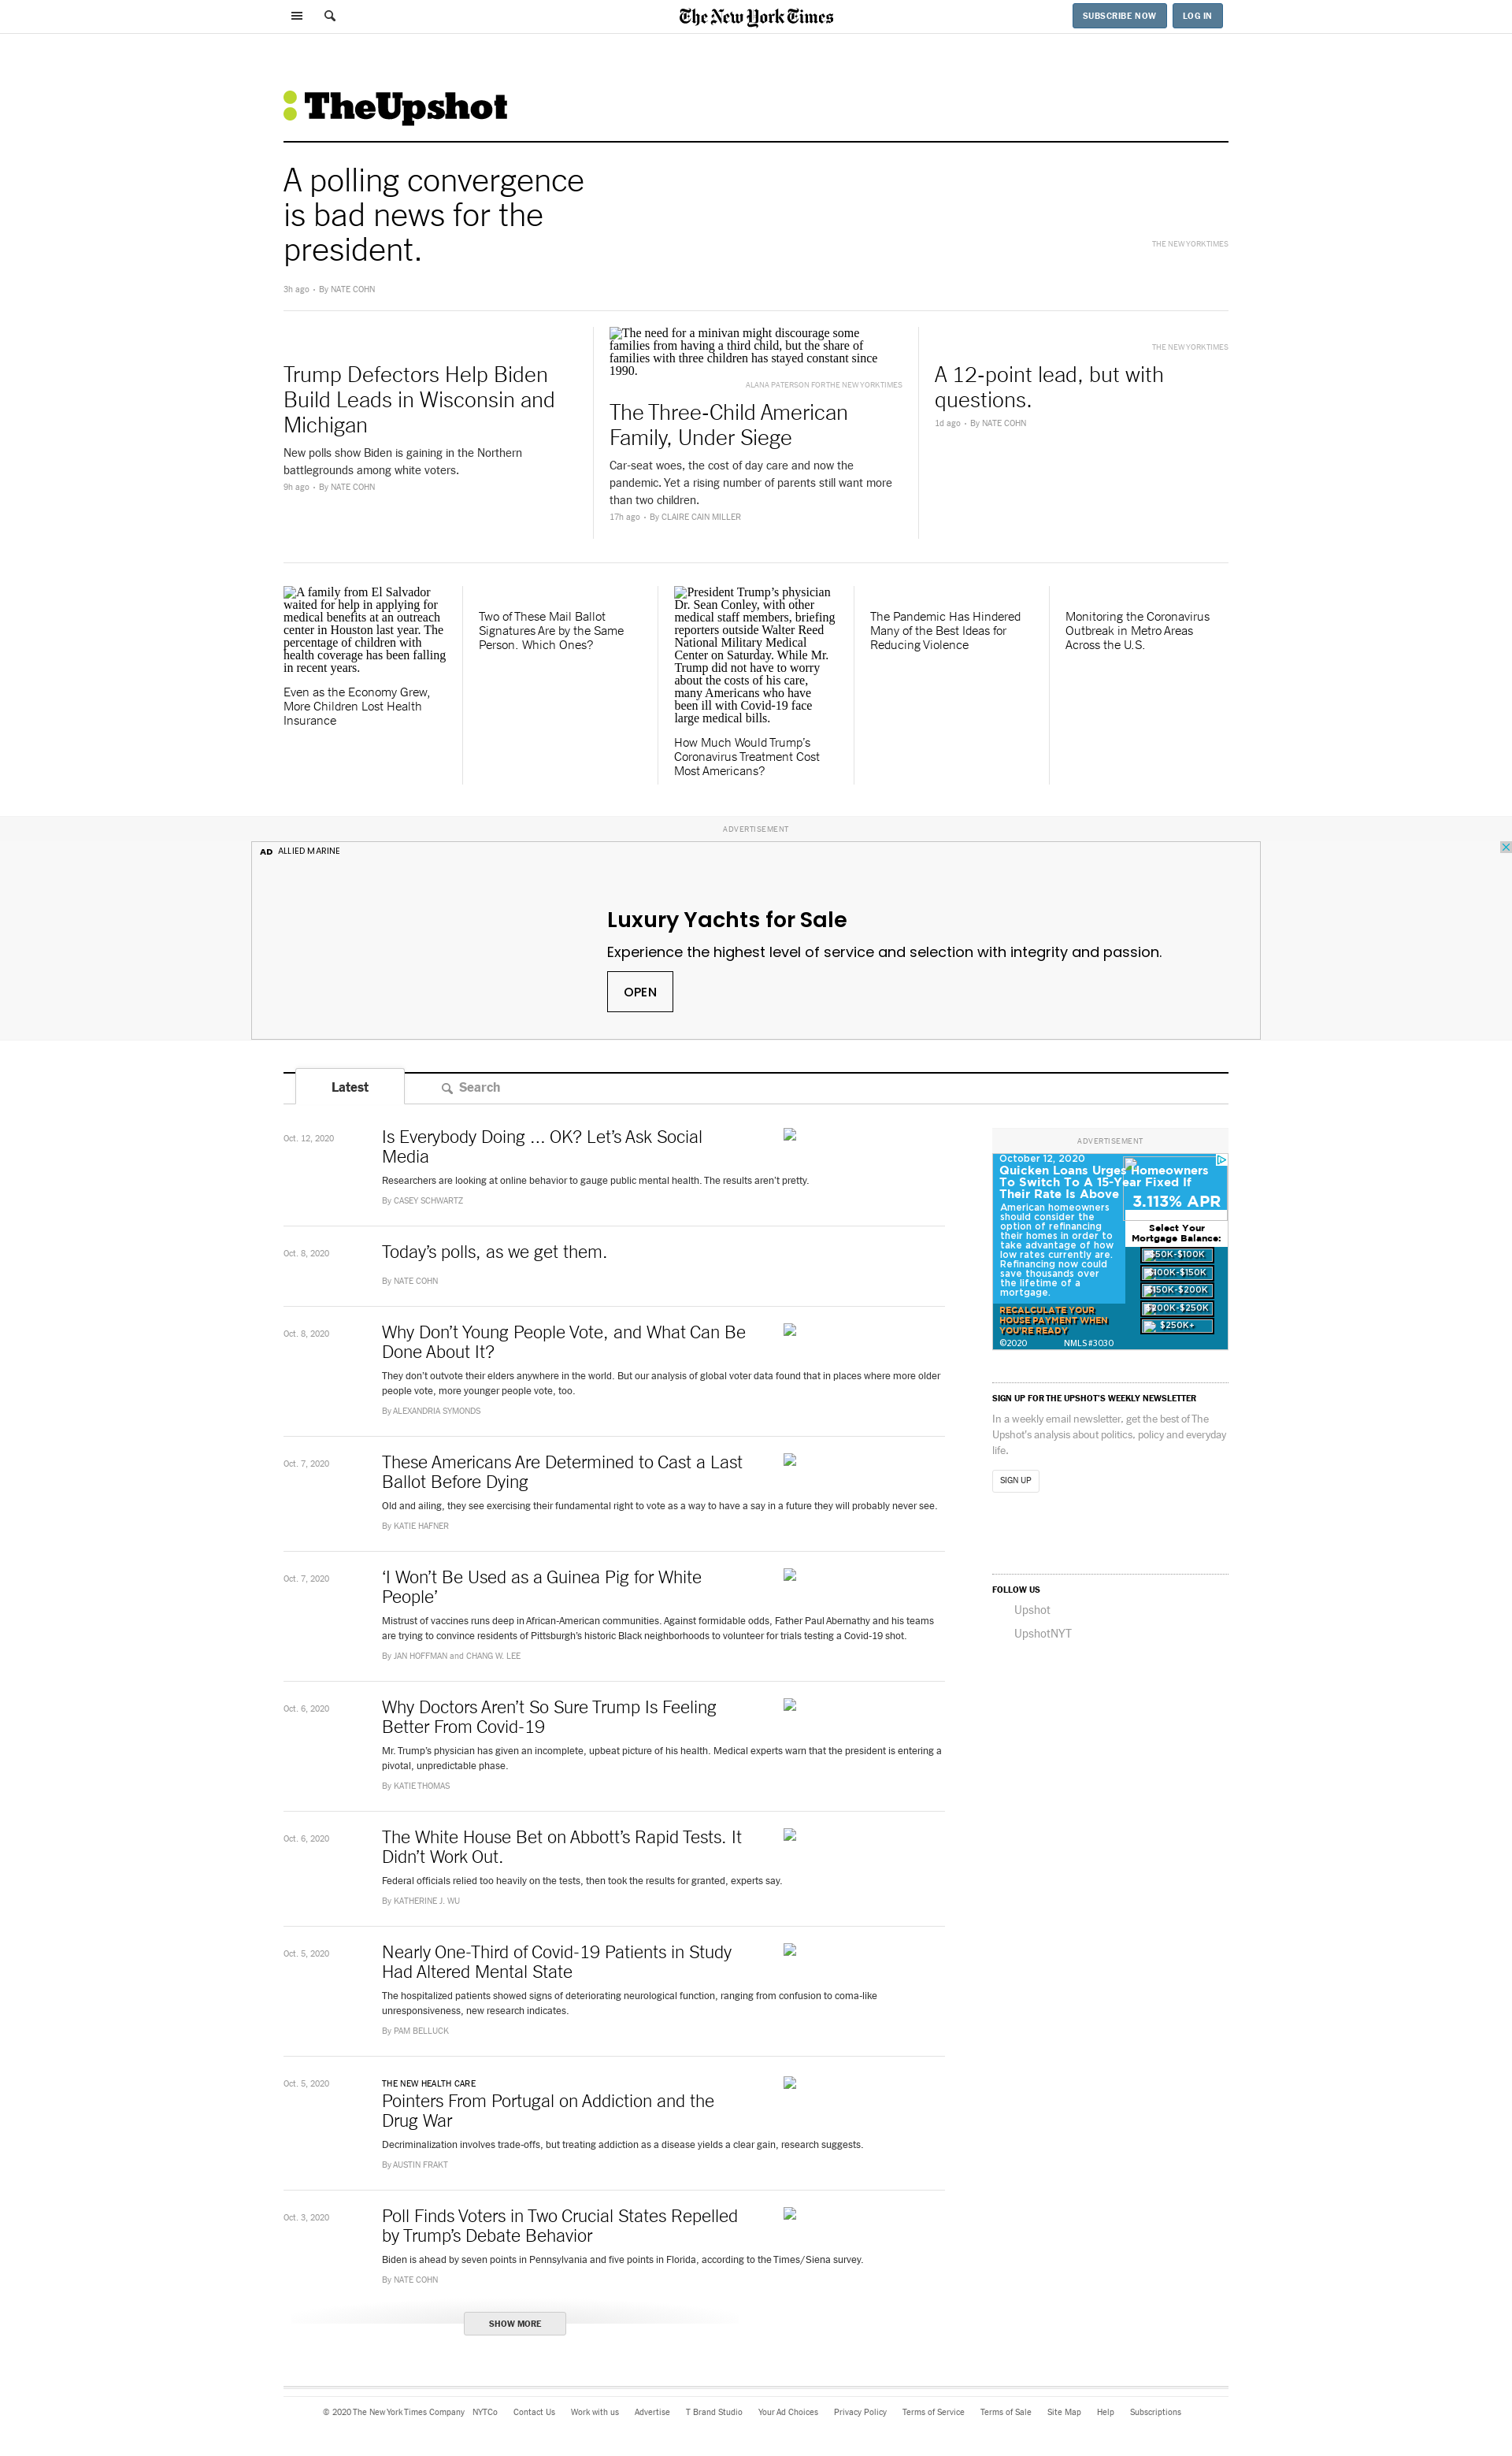 The New York Times
SUBSCRIBE NOW
LOG IN
TheUpshot
A polling convergence
is bad news for the
president.
THE NEW YORK TIMES
3h ago • By NATE COHN
Trump Defectors Help Biden
Build Leads in Wisconsin and
Michigan
New polls show Biden is gaining in the Northern
battlegrounds among white voters.
9h ago • By NATE COHN
The need for a minivan might discourage some
families from having a third child, but the share of
families with three children has stayed constant since
1990.
ALANA PATERSON FOR THE NEW YORK TIMES
The Three-Child American
Family, Under Siege
Car-seat woes, the cost of day care and now the
pandemic. Yet a rising number of parents still want more
than two children.
17h ago • By CLAIRE CAIN MILLER
THE NEW YORK TIMES
A 12-point lead, but with
questions.
1d ago • By NATE COHN
A family from El Salvador
waited for help in applying for
medical benefits at an outreach
center in Houston last year. The
percentage of children with
health coverage has been falling
in recent years.
Even as the Economy Grew,
More Children Lost Health
Insurance
Two of These Mail Ballot
Signatures Are by the Same
Person. Which Ones?
President Trump's physician
Dr. Sean Conley, with other
medical staff members, briefing
reporters outside Walter Reed
National Military Medical
Center on Saturday. While Mr.
Trump did not have to worry
about the costs of his care,
many Americans who have
been ill with Covid-19 face
large medical bills.
How Much Would Trump's
Coronavirus Treatment Cost
Most Americans?
The Pandemic Has Hindered
Many of the Best Ideas for
Reducing Violence
Monitoring the Coronavirus
Outbreak in Metro Areas
Across the U.S.
ADVERTISEMENT
AD ALLIED MARINE
Luxury Yachts for Sale
Experience the highest level of service and selection with integrity and passion.
OPEN
Latest
Search
Oct. 12, 2020
Is Everybody Doing ... OK? Let's Ask Social
Media
Researchers are looking at online behavior to gauge public mental health. The results aren't pretty.
By CASEY SCHWARTZ
Oct. 8, 2020
Today's polls, as we get them.
By NATE COHN
Oct. 8, 2020
Why Don't Young People Vote, and What Can Be
Done About It?
They don't outvote their elders anywhere in the world. But our analysis of global voter data found that in places where more older
people vote, more younger people vote, too.
By ALEXANDRIA SYMONDS
Oct. 7, 2020
These Americans Are Determined to Cast a Last
Ballot Before Dying
Old and ailing, they see exercising their fundamental right to vote as a way to have a say in a future they will probably never see.
By KATIE HAFNER
Oct. 7, 2020
'I Won't Be Used as a Guinea Pig for White
People'
Mistrust of vaccines runs deep in African-American communities. Against formidable odds, Father Paul Abernathy and his teams
are trying to convince residents of Pittsburgh's historic Black neighborhoods to volunteer for trials testing a Covid-19 shot.
By JAN HOFFMAN and CHANG W. LEE
Oct. 6, 2020
Why Doctors Aren't So Sure Trump Is Feeling
Better From Covid-19
Mr. Trump's physician has given an incomplete, upbeat picture of his health. Medical experts warn that the president is entering a
pivotal, unpredictable phase.
By KATIE THOMAS
Oct. 6, 2020
The White House Bet on Abbott's Rapid Tests. It
Didn't Work Out.
Federal officials relied too heavily on the tests, then took the results for granted, experts say.
By KATHERINE J. WU
Oct. 5, 2020
Nearly One-Third of Covid-19 Patients in Study
Had Altered Mental State
The hospitalized patients showed signs of deteriorating neurological function, ranging from confusion to coma-like
unresponsiveness, new research indicates.
By PAM BELLUCK
Oct. 5, 2020
THE NEW HEALTH CARE
Pointers From Portugal on Addiction and the
Drug War
Decriminalization involves trade-offs, but treating addiction as a disease yields a clear gain, research suggests.
By AUSTIN FRAKT
Oct. 3, 2020
Poll Finds Voters in Two Crucial States Repelled
by Trump's Debate Behavior
Biden is ahead by seven points in Pennsylvania and five points in Florida, according to the Times/Siena survey.
By NATE COHN
SHOW MORE
ADVERTISEMENT
October 12, 2020
Quicken Loans Urges Homeowners
To Switch To A 15-Year Fixed If
Their Rate Is Above
3.113% APR
American homeowners
should consider the
option of refinancing
their homes in order to
take advantage of how
low rates currently are.
Refinancing now could
save thousands over
the lifetime of a
mortgage.
Select Your
Mortgage Balance:
$50K-$100K
$100K-$150K
$150K-$200K
$200K-$250K
$250K+
RECALCULATE YOUR
HOUSE PAYMENT WHEN
YOU'RE READY
©2020 NMLS#3030
SIGN UP FOR THE UPSHOT'S WEEKLY NEWSLETTER
In a weekly email newsletter, get the best of The
Upshot's analysis about politics, policy and everyday
life.
SIGN UP
FOLLOW US
Upshot
UpshotNYT
© 2020 The New York Times Company NYTCo Contact Us Work with us Advertise T Brand Studio Your Ad Choices Privacy Policy Terms of Service Terms of Sale Site Map Help Subscriptions